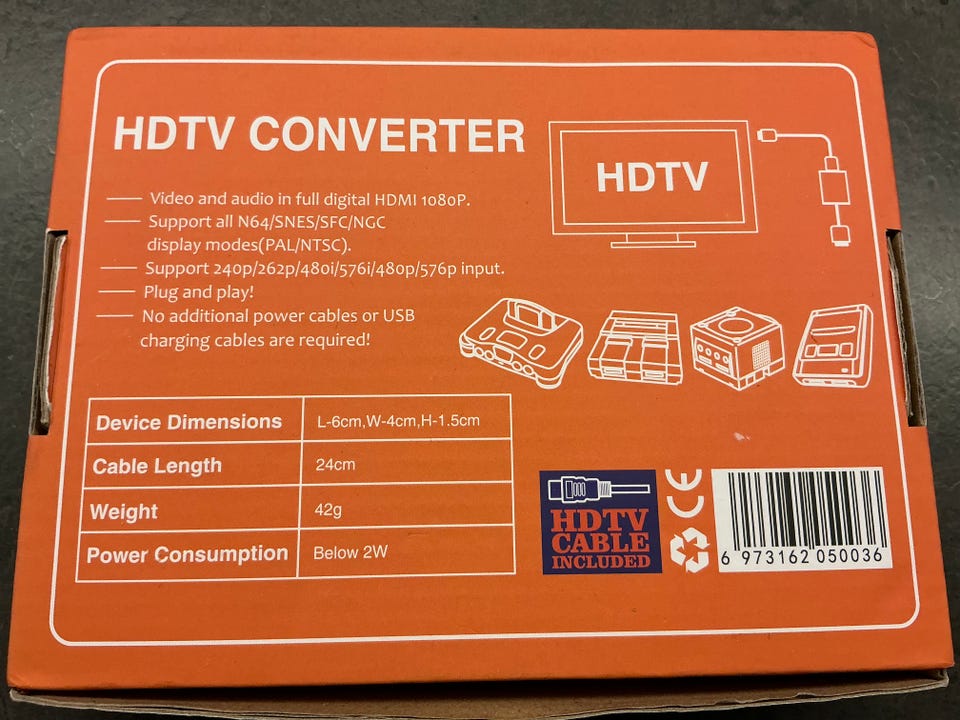 HDTV CONVERTER
Video and audio in full digital HDMI 1080P.
Support all N64/SNES/SFC/NGC
display modes(PAL/NTSC).
Support 240p/262p/480i/576i/480p/576p input.
Plug and play!
No additional power cables or USB
charging cables are required!
HDTV
Device Dimensions L-6cm,W-4cm,H-1.5cm
Cable Length 24cm
Weight 42g
Power Consumption Below 2W
HDTV
CABLE
INCLUDED
CE
6 973162 050036